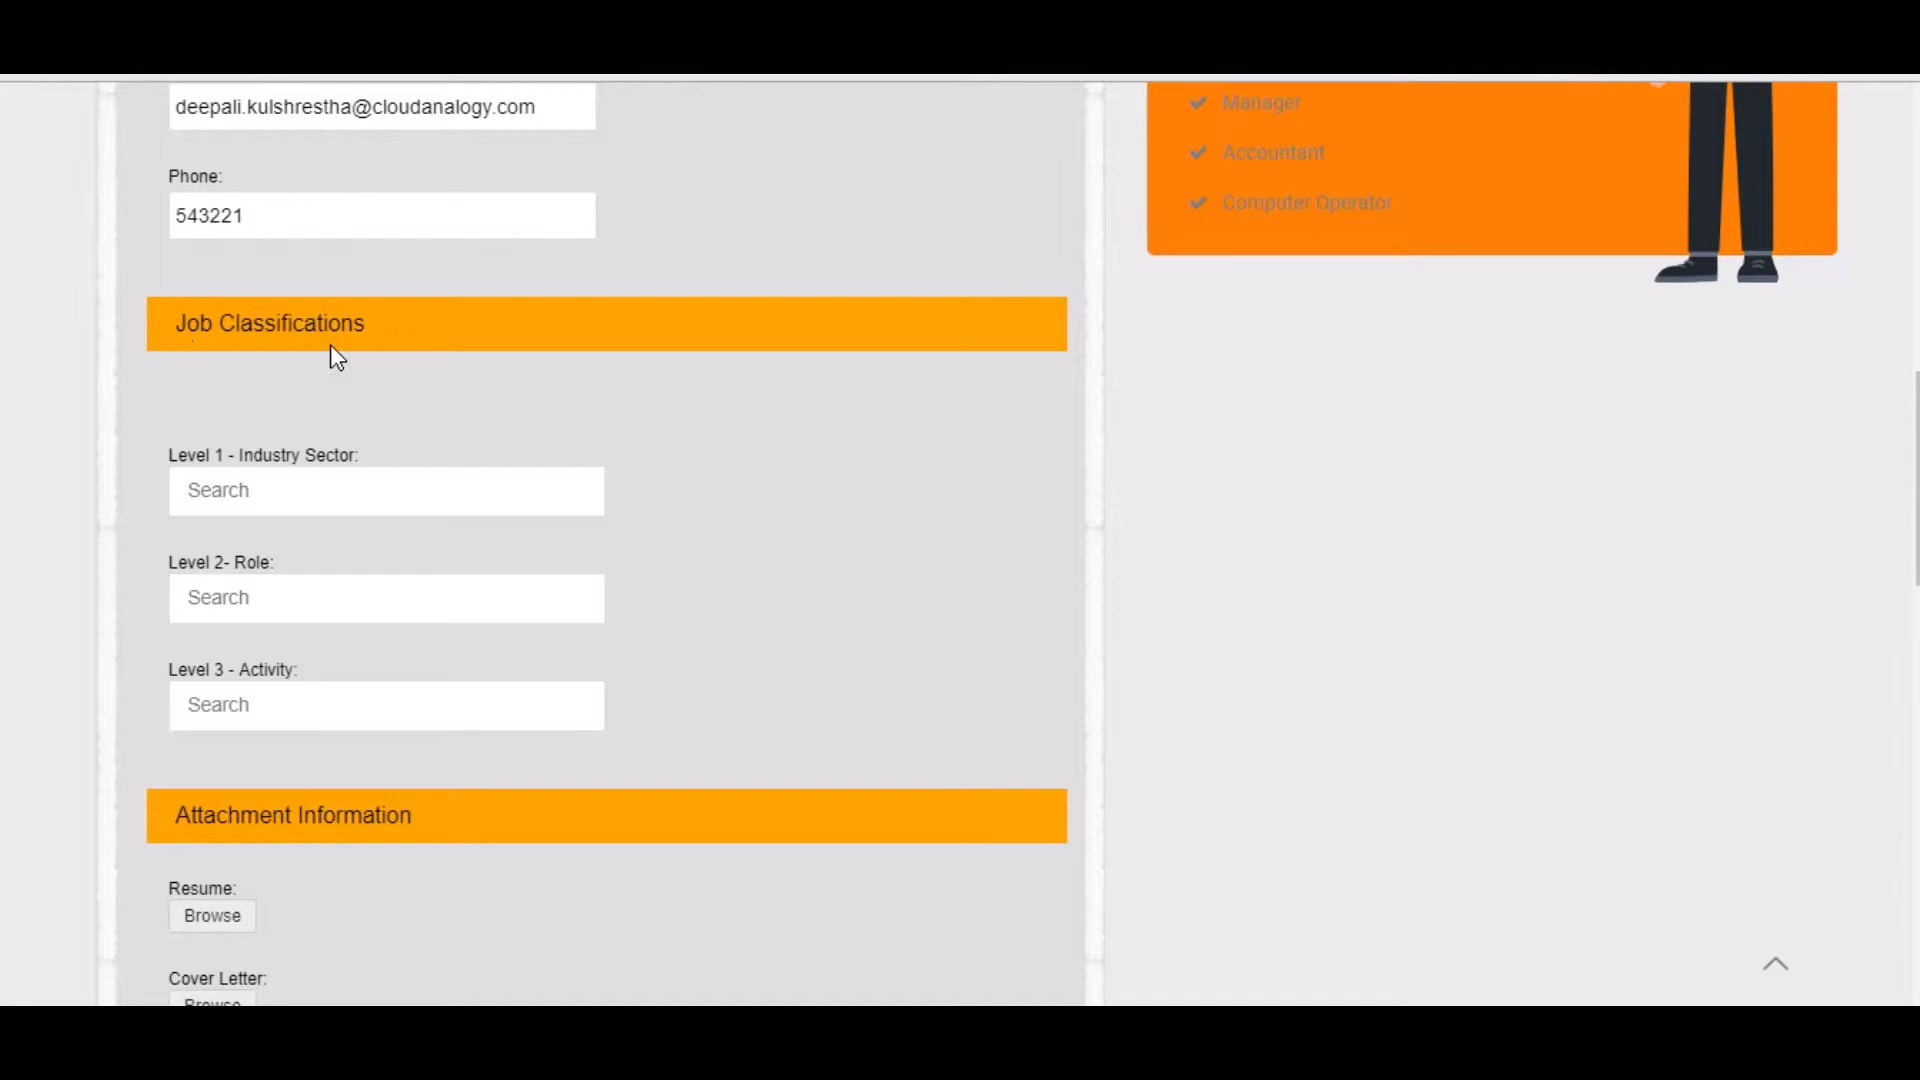 deepali.kulshrestha@cloudanalogy.com
Phone:
543221
Job Classifications
Level 1 - Industry Sector:
Search
Level 2- Role:
Search
Level 3 - Activity:
Search
Attachment Information
Resume:
Browse
Cover Letter:
Browse
Manager
Accountant
Computer Operator